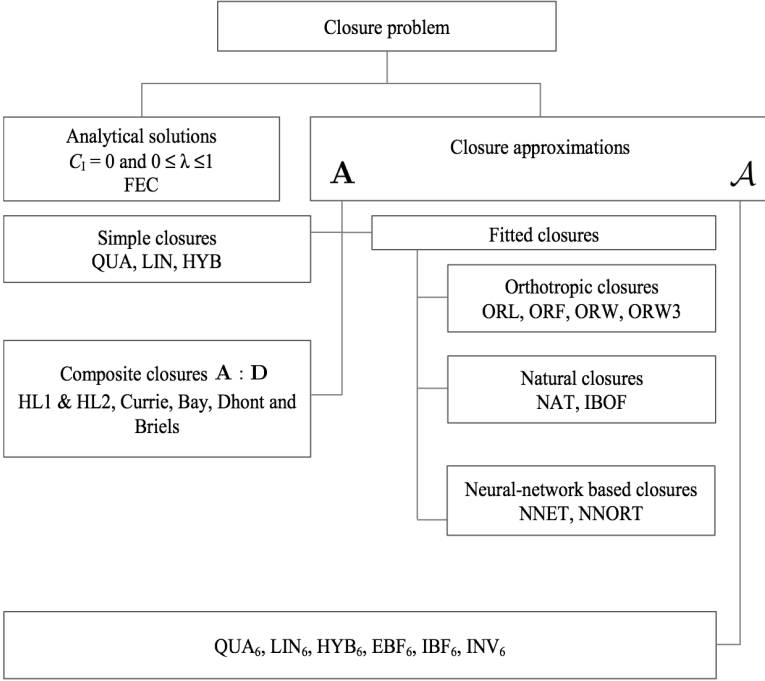 Closure problem
Analytical solutions
C_I = 0 and 0 ≤ λ ≤1
FEC
Closure approximations
A
𝒜
Simple closures
QUA, LIN, HYB
Fitted closures
Orthotropic closures
ORL, ORF, ORW, ORW3
Composite closures A : D
HL1 & HL2, Currie, Bay, Dhont and
Briels
Natural closures
NAT, IBOF
Neural-network based closures
NNET, NNORT
QUA₆, LIN₆, HYB₆, EBF₆, IBF₆, INV₆